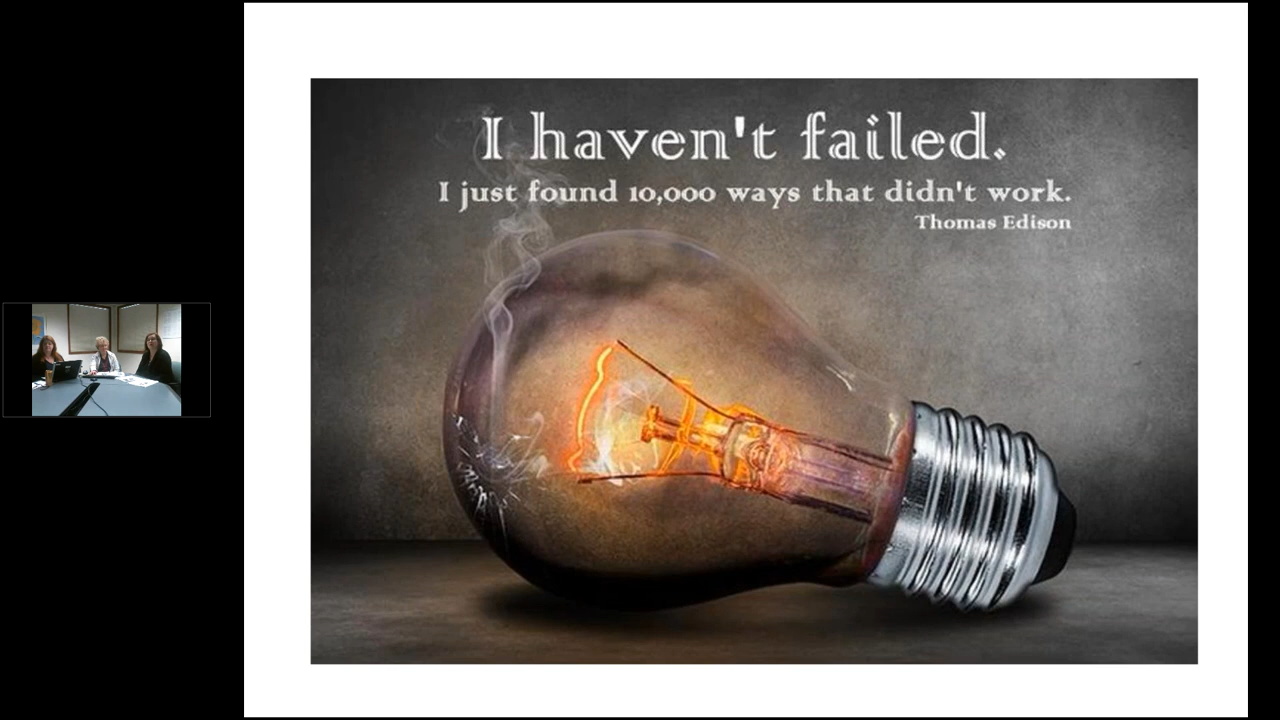 I haven't failed.
I just found 10,000 ways that didn't work.
Thomas Edison